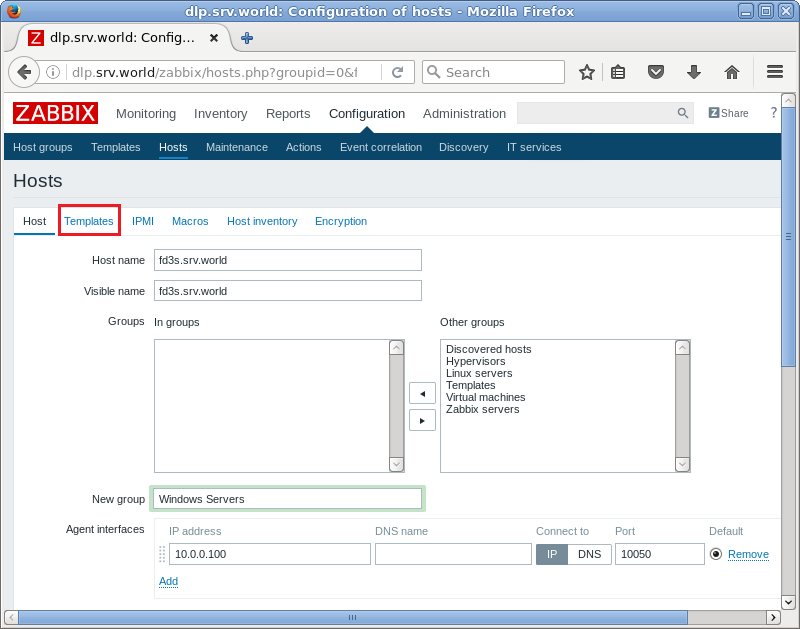 dlp.srv.world: Configuration of hosts - Mozilla Firefox
Z dlp.srv.world: Config...
dlp.srv.world/zabbix/hosts.php?groupid=0&f
Search
ZABBIX Monitoring Inventory Reports Configuration Administration Z Share ?
Host groups Templates Hosts Maintenance Actions Event correlation Discovery IT services
Hosts
Host Templates IPMI Macros Host inventory Encryption
Host name fd3s.srv.world
Visible name fd3s.srv.world
Groups In groups Other groups
Discovered hosts
Hypervisors
Linux servers
Templates
Virtual machines
Zabbix servers
New group Windows Servers
Agent interfaces IP address DNS name Connect to Port Default
10.0.0.100 IP DNS 10050 Remove
Add